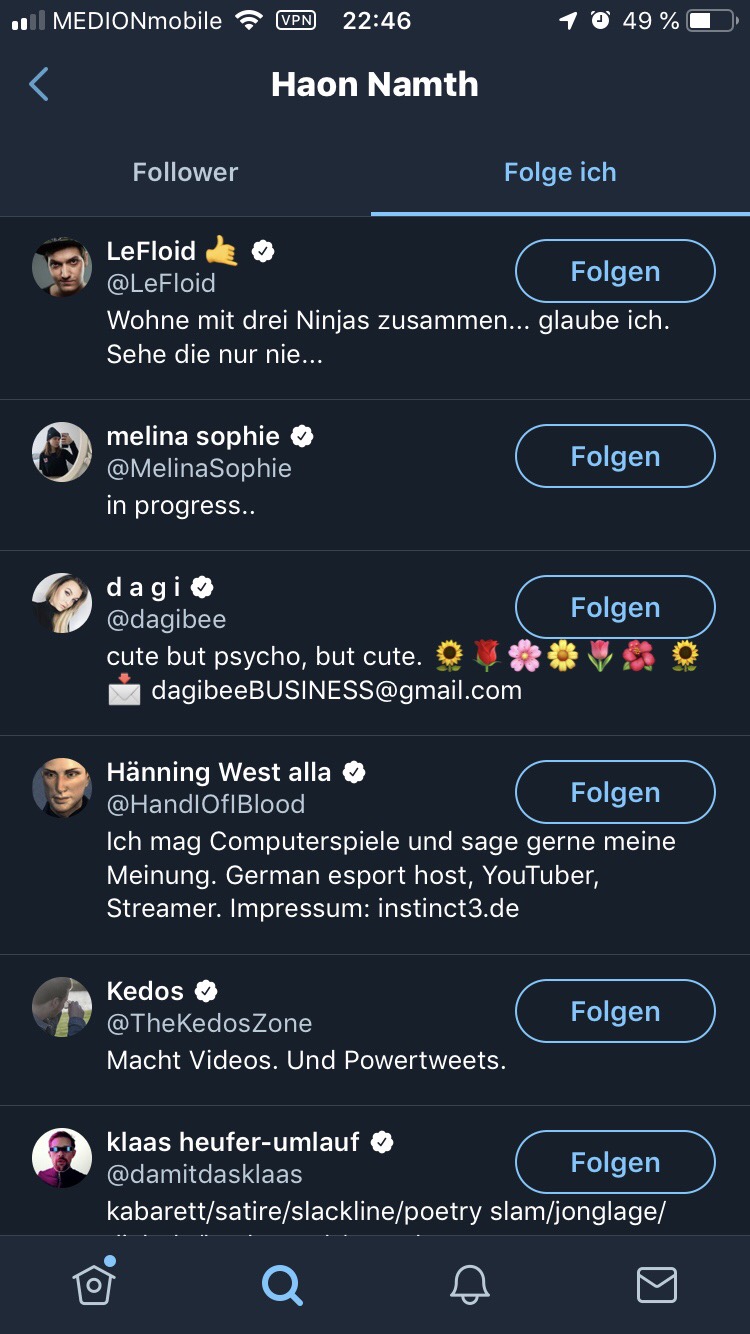 MEDIONmobile VPN 22:46 49 %
Haon Namth
Follower Folge ich
LeFloid 🤙
@LeFloid
Folgen
Wohne mit drei Ninjas zusammen... glaube ich.
Sehe die nur nie...
melina sophie
@MelinaSophie
Folgen
in progress..
d a g i
@dagibee
Folgen
cute but psycho, but cute. 🌻🌹🌸🌼🌷🌺 🌻
📩 dagibeeBUSINESS@gmail.com
Hänning West alla
@HandIOfIBlood
Folgen
Ich mag Computerspiele und sage gerne meine
Meinung. German esport host, YouTuber,
Streamer. Impressum: instinct3.de
Kedos
@TheKedosZone
Folgen
Macht Videos. Und Powertweets.
klaas heufer-umlauf
@damitdasklaas
Folgen
kabarett/satire/slackline/poetry slam/jonglage/